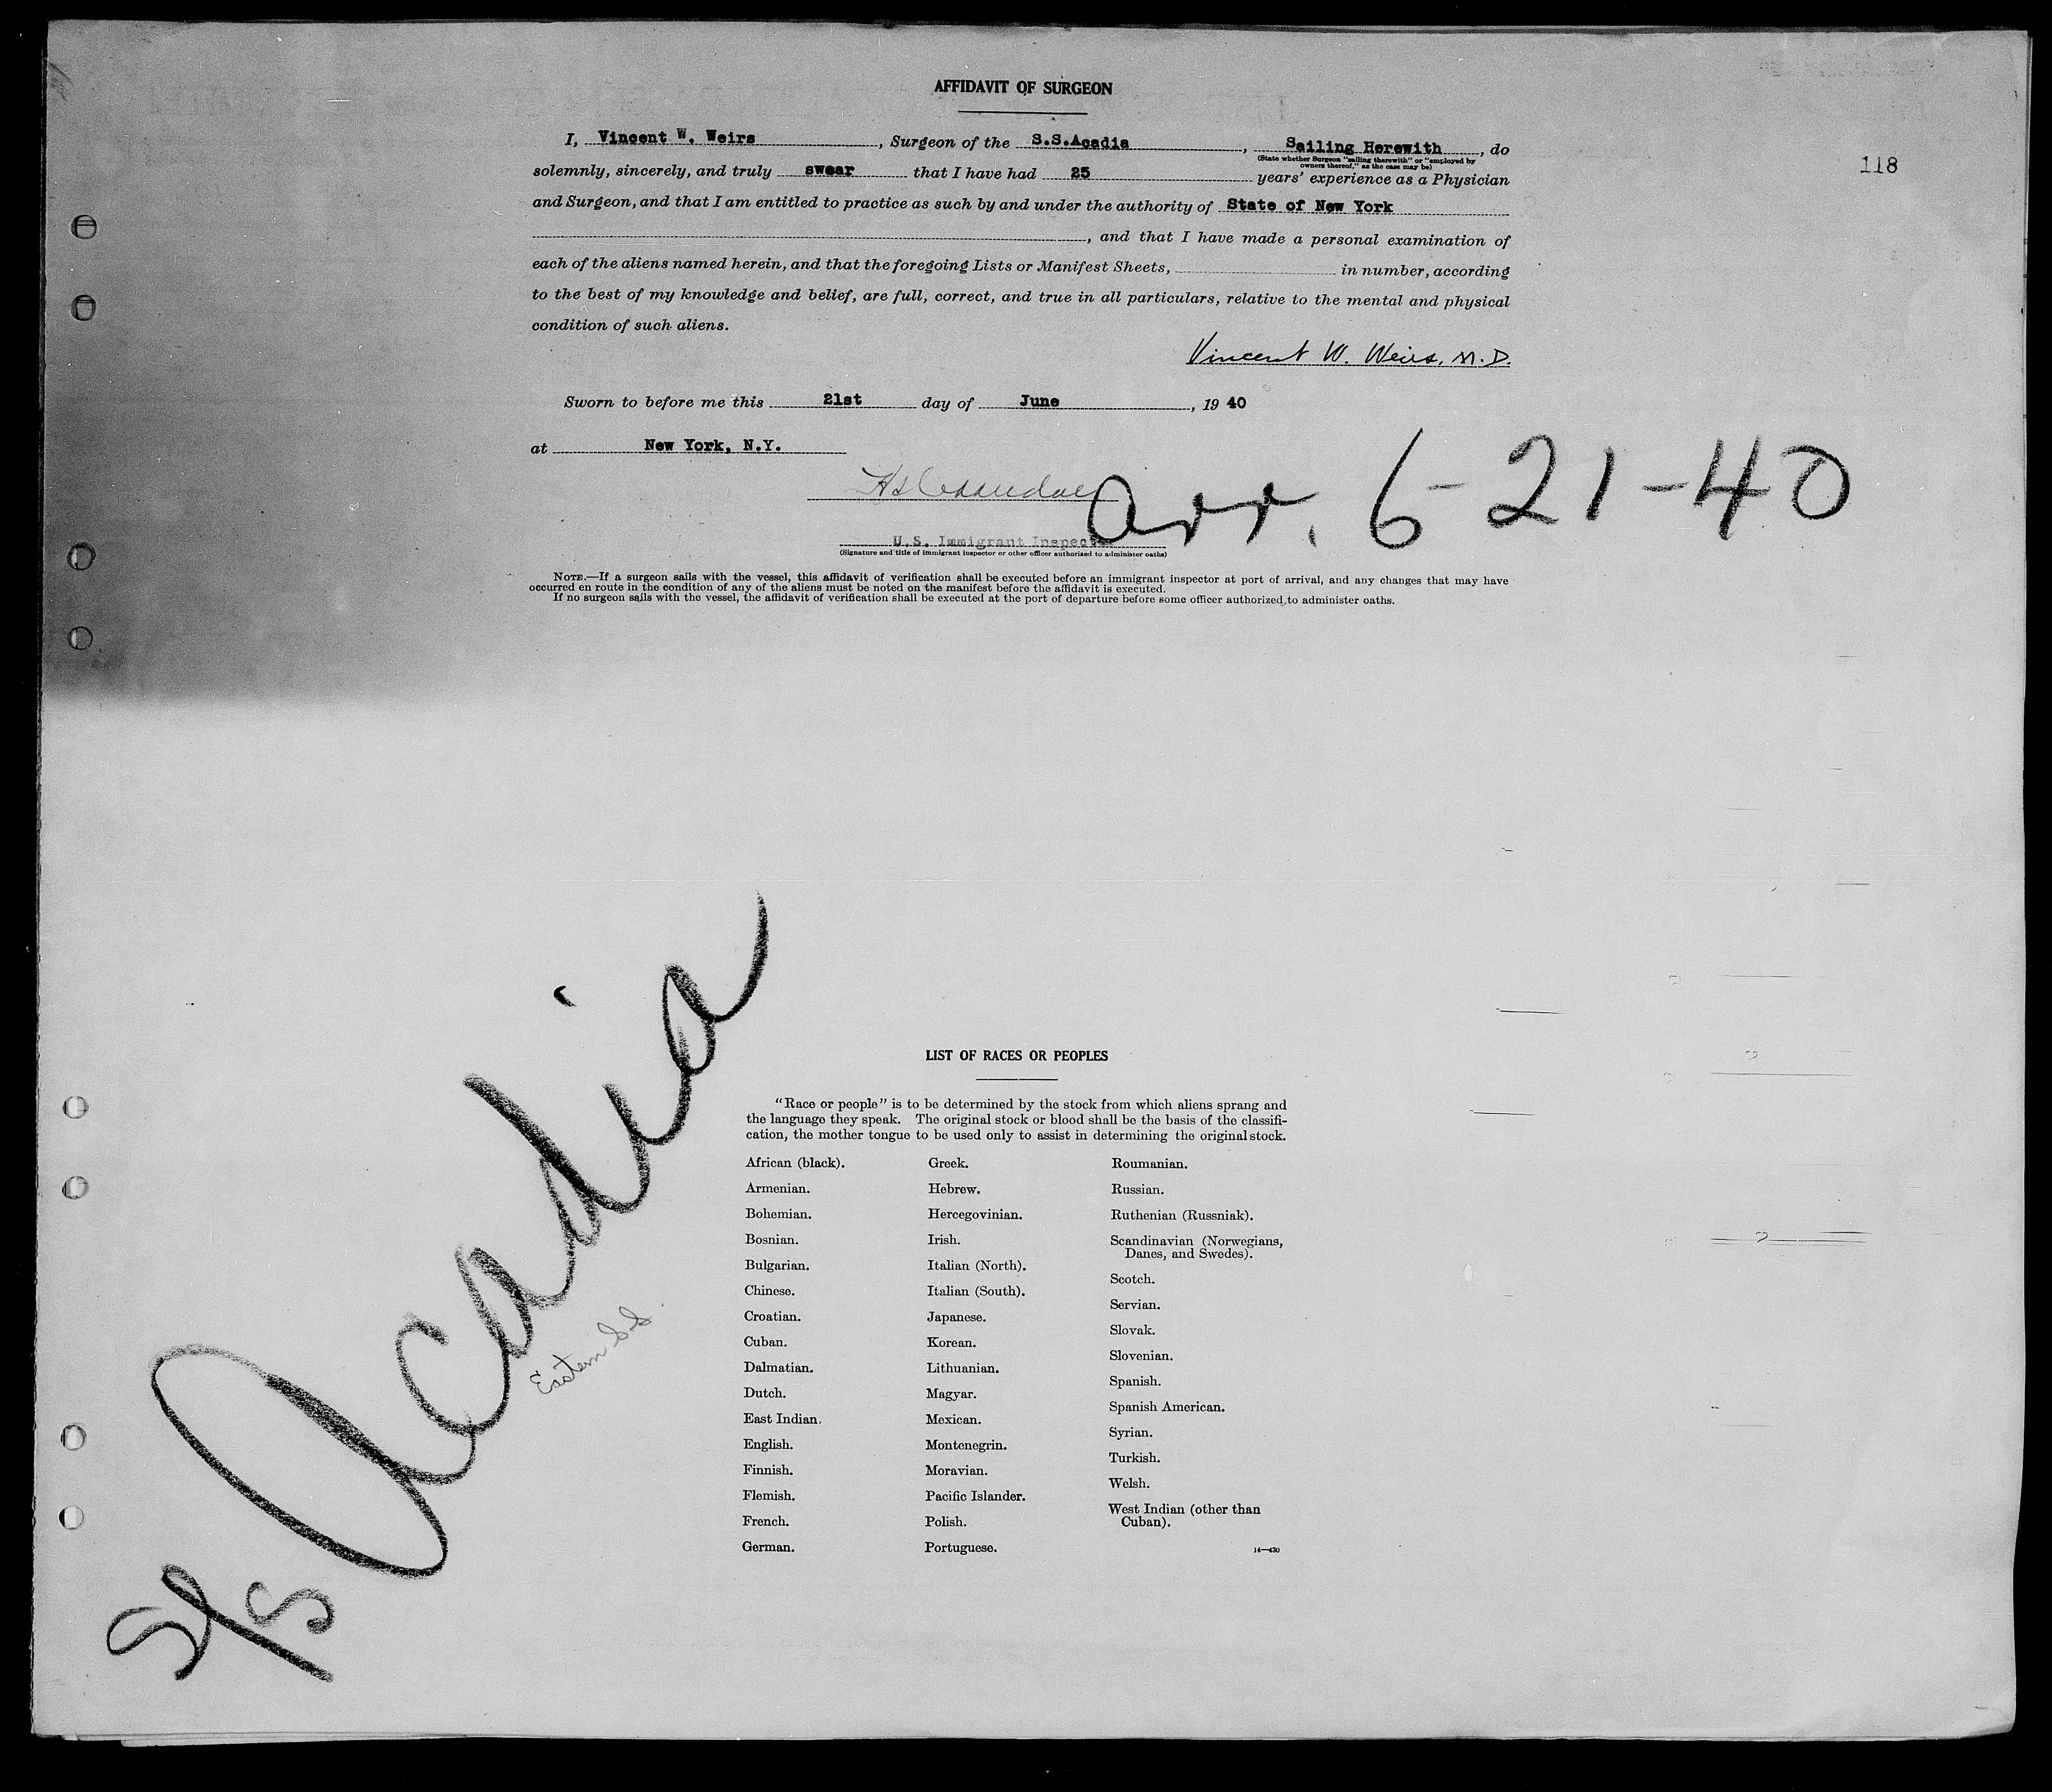 AFFIDAVIT OF SURGEON
I, Vincent W. Weirs, Surgeon of the S.S.Acadia, Sailing Herewith, do
(State whether Surgeon "sailing therewith" or "employed by
owners thereof," as the case may be)
118
solemnly, sincerely, and truly swear that I have had 25 years' experience as a Physician
and Surgeon, and that I am entitled to practice as such by and under the authority of State of New York
, and that I have made a personal examination of
each of the aliens named herein, and that the foregoing Lists or Manifest Sheets, in number, according
to the best of my knowledge and belief, are full, correct, and true in all particulars, relative to the mental and physical
condition of such aliens.
Vincent W. Weirs, M.D.
Sworn to before me this 21st day of June, 1940
at New York, N.Y.
Arr. 6-21-40
U.S. Immigrant Inspector
(Signature and title of immigrant inspector or other officer authorized to administer oaths)
NOTE.—If a surgeon sails with the vessel, this affidavit of verification shall be executed before an immigrant inspector at port of arrival, and any changes that may have
occurred en route in the condition of any of the aliens must be noted on the manifest before the affidavit is executed.
If no surgeon sails with the vessel, the affidavit of verification shall be executed at the port of departure before some officer authorized to administer oaths.
S/S Acadia
Eastern S.S.
LIST OF RACES OR PEOPLES
"Race or people" is to be determined by the stock from which aliens sprang and
the language they speak. The original stock or blood shall be the basis of the classifi-
cation, the mother tongue to be used only to assist in determining the original stock.
African (black).
Armenian.
Bohemian.
Bosnian.
Bulgarian.
Chinese.
Croatian.
Cuban.
Dalmatian.
Dutch.
East Indian.
English.
Finnish.
Flemish.
French.
German.
Greek.
Hebrew.
Hercegovinian.
Irish.
Italian (North).
Italian (South).
Japanese.
Korean.
Lithuanian.
Magyar.
Mexican.
Montenegrin.
Moravian.
Pacific Islander.
Polish.
Portuguese.
Roumanian.
Russian.
Ruthenian (Russniak).
Scandinavian (Norwegians,
Danes, and Swedes).
Scotch.
Servian.
Slovak.
Slovenian.
Spanish.
Spanish American.
Syrian.
Turkish.
Welsh.
West Indian (other than
Cuban).
14—430